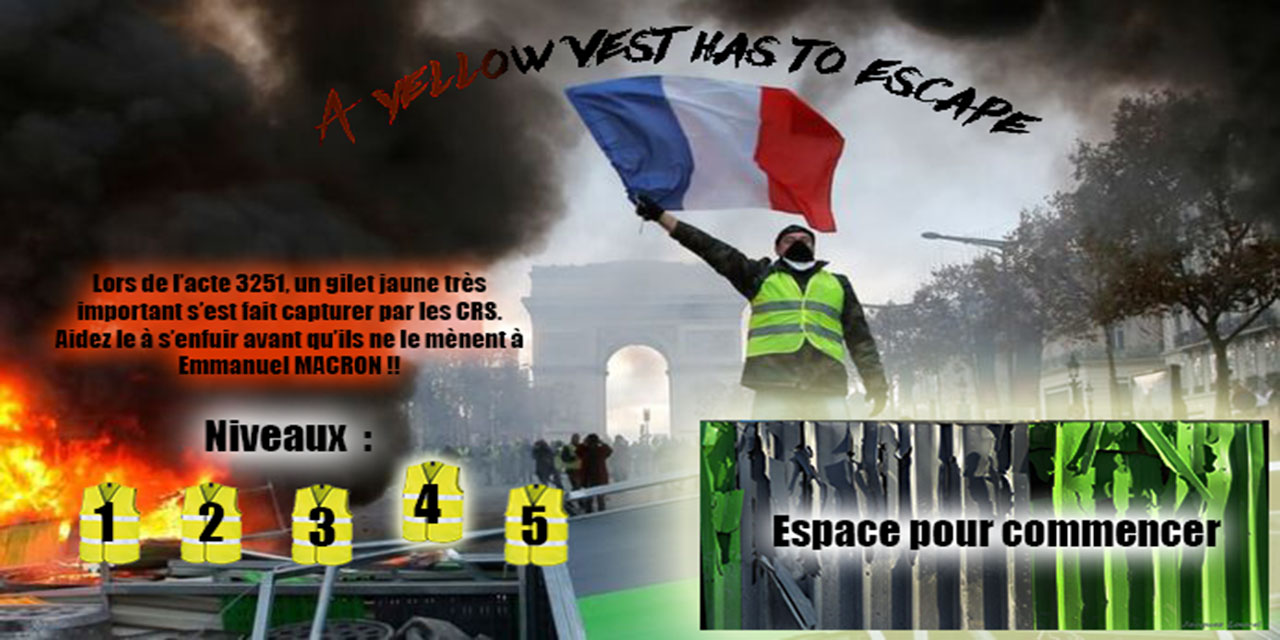 A YELLOW VEST HAS TO ESCAPE
Lors de l'acte 3251, un gilet jaune très
important s'est fait capturer par les CRS.
Aidez le à s'enfuir avant qu'ils ne le mènent à
Emmanuel MACRON !!
Niveaux :
1 2 3 4 5
Espace pour commencer